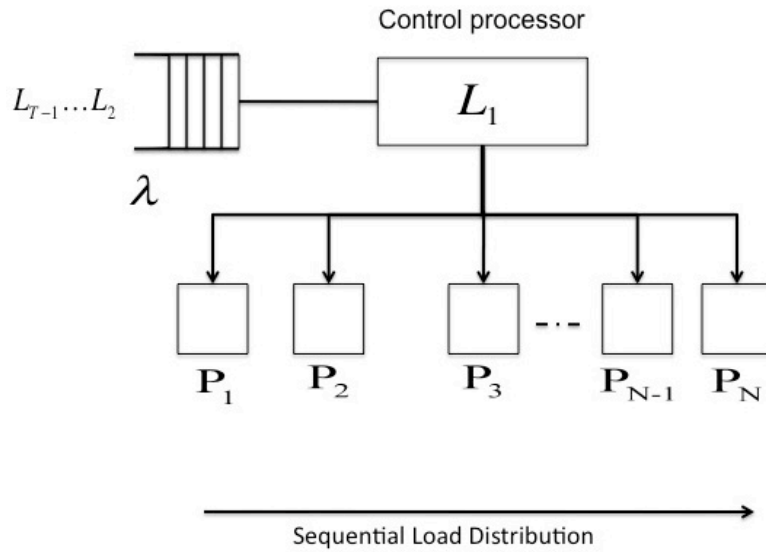 Control processor
L_{T-1}...L_2
L_1
λ
P_1 P_2 P_3 P_{N-1} P_N
Sequential Load Distribution